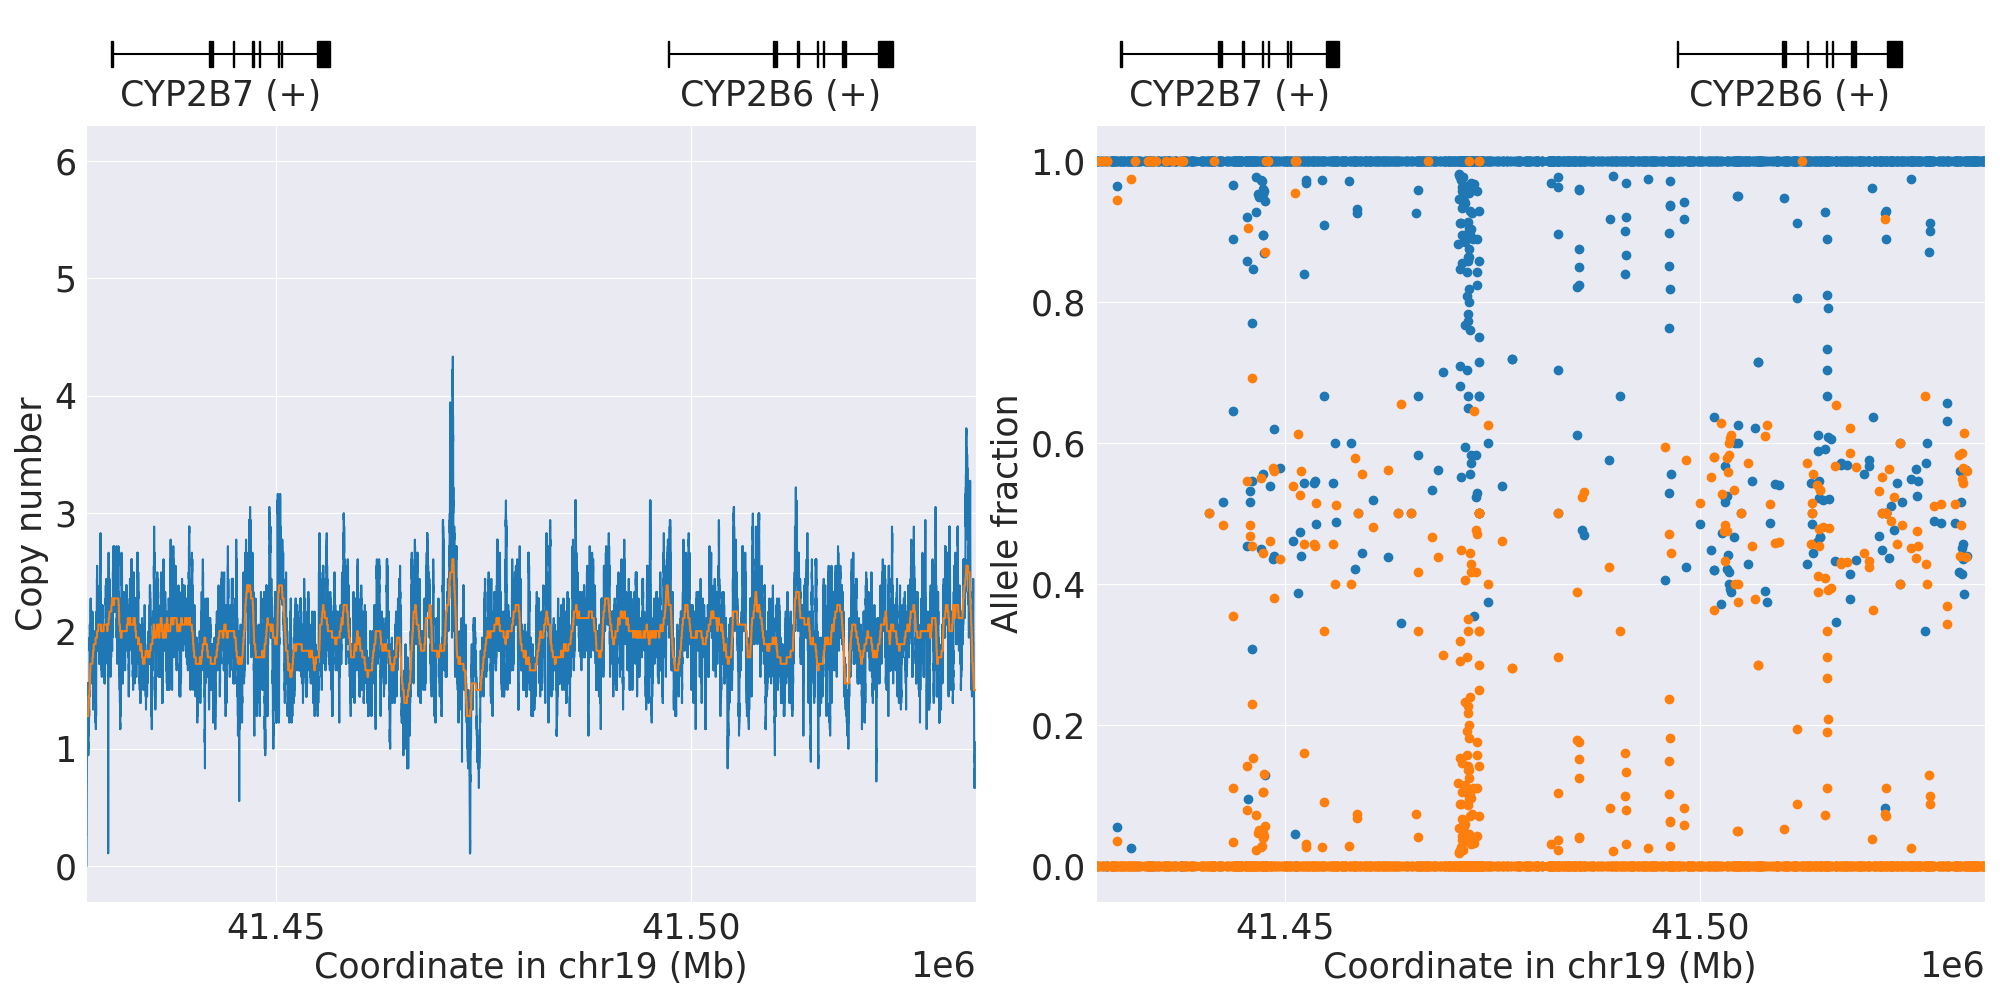 CYP2B7 (+)
CYP2B6 (+)
6
5
4
3
2
1
0
Copy number
41.45
41.50
Coordinate in chr19 (Mb)
1e6
CYP2B7 (+)
CYP2B6 (+)
1.0
0.8
0.6
0.4
0.2
0.0
Allele fraction
41.45
41.50
Coordinate in chr19 (Mb)
1e6